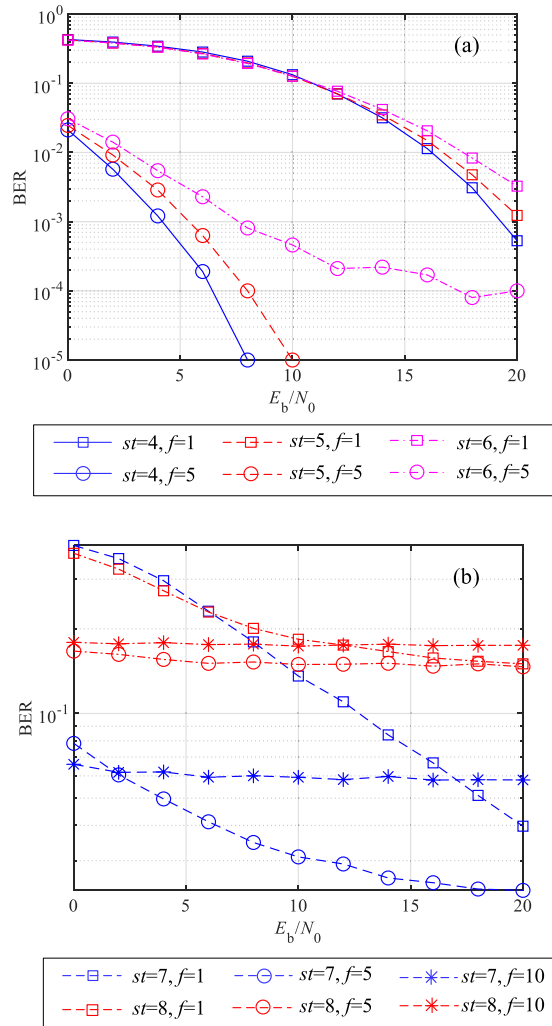 10^0
(a)
10^-1
10^-2
BER
10^-3
10^-4
10^-5
0 5 10 15 20
E_b/N_0
st=4, f=1 st=5, f=1 st=6, f=1
st=4, f=5 st=5, f=5 st=6, f=5
(b)
BER
10^-1
0 5 10 15 20
E_b/N_0
st=7, f=1 st=7, f=5 st=7, f=10
st=8, f=1 st=8, f=5 st=8, f=10